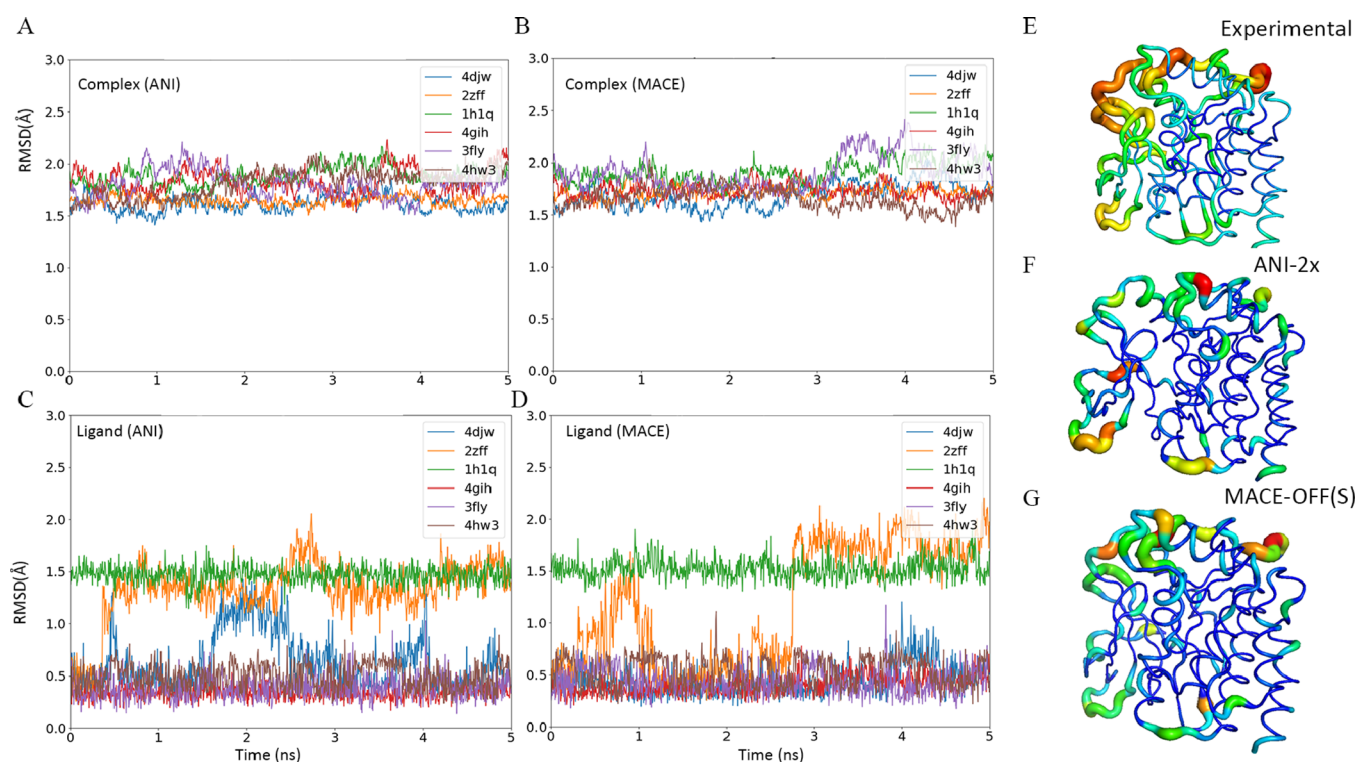 A
3.0
2.5
2.0
1.5
1.0
0.5
0
1
2
3
4
5
RMSD(Å)
Complex (ANI)
4djw
2zff
1h1q
4gih
3fly
4hw3
B
3.0
2.5
2.0
1.5
1.0
0.5
0.0
0
1
2
3
4
5
Complex (MACE)
4djw
2zff
1h1q
4gih
3fly
4hw3
C
3.0
2.5
2.0
1.5
1.0
0.5
0.0
0
1
2
3
4
5
RMSD(Å)
Time (ns)
Ligand (ANI)
4djw
2zff
1h1q
4gih
3fly
4hw3
D
3.0
2.5
2.0
1.5
1.0
0.5
0.0
0
1
2
3
4
5
Time (ns)
Ligand (MACE)
4djw
2zff
1h1q
4gih
3fly
4hw3
E
Experimental
F
ANI-2x
G
MACE-OFF(S)